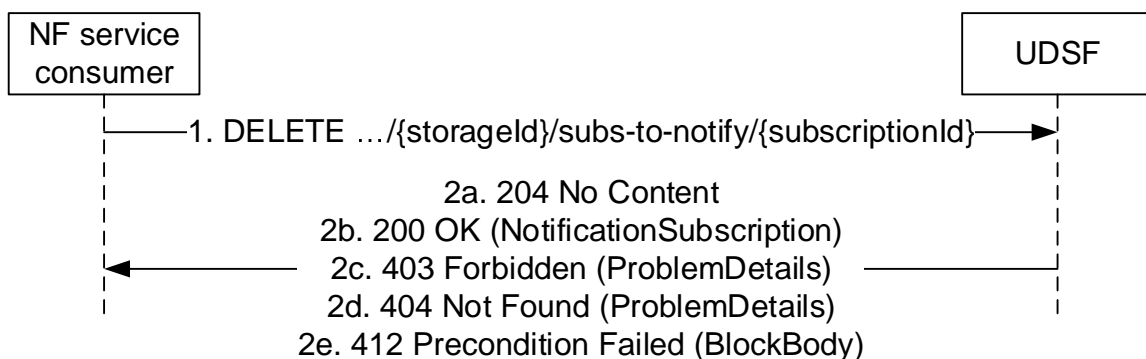 NF service
consumer
UDSF
1. DELETE …/{storageId}/subs-to-notify/{subscriptionId}
2a. 204 No Content
2b. 200 OK (NotificationSubscription)
2c. 403 Forbidden (ProblemDetails)
2d. 404 Not Found (ProblemDetails)
2e. 412 Precondition Failed (BlockBody)